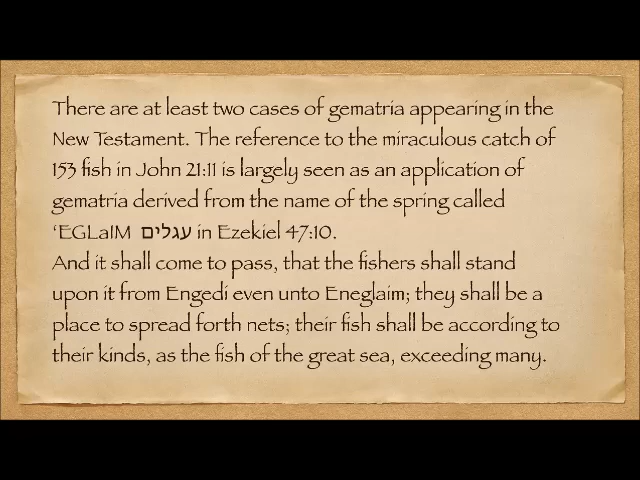 There are at least two cases of gematria appearing in the
New Testament. The reference to the miraculous catch of
153 fish in John 21:11 is largely seen as an application of
gematria derived from the name of the spring called
‘EGLaIM עגלים in Ezekiel 47:10.
And it shall come to pass, that the fishers shall stand
upon it from Engedi even unto Eneglaim; they shall be a
place to spread forth nets; their fish shall be according to
their kinds, as the fish of the great sea, exceeding many.